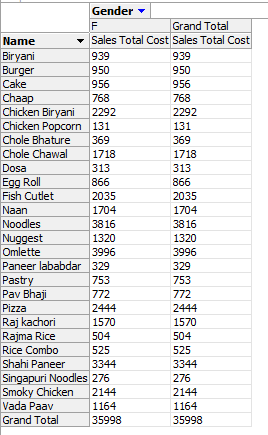 Gender
F Grand Total
Name Sales Total Cost Sales Total Cost
Biryani 939 939
Burger 950 950
Cake 956 956
Chaap 768 768
Chicken Biryani 2292 2292
Chicken Popcorn 131 131
Chole Bhature 369 369
Chole Chawal 1718 1718
Dosa 313 313
Egg Roll 866 866
Fish Cutlet 2035 2035
Naan 1704 1704
Noodles 3816 3816
Nuggest 1320 1320
Omlette 3996 3996
Paneer lababdar 329 329
Pastry 753 753
Pav Bhaji 772 772
Pizza 2444 2444
Raj kachori 1570 1570
Rajma Rice 504 504
Rice Combo 525 525
Shahi Paneer 3344 3344
Singapuri Noodles 276 276
Smoky Chicken 2144 2144
Vada Paav 1164 1164
Grand Total 35998 35998